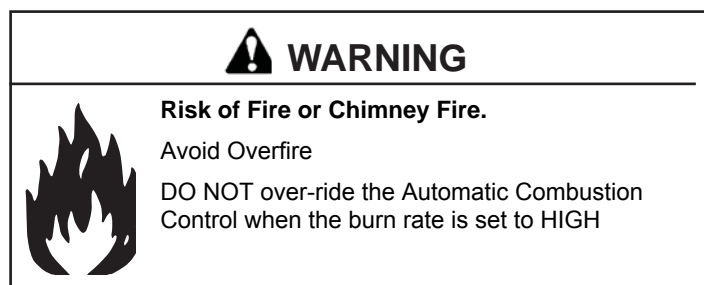 WARNING
Risk of Fire or Chimney Fire.
Avoid Overfire
DO NOT over-ride the Automatic Combustion
Control when the burn rate is set to HIGH